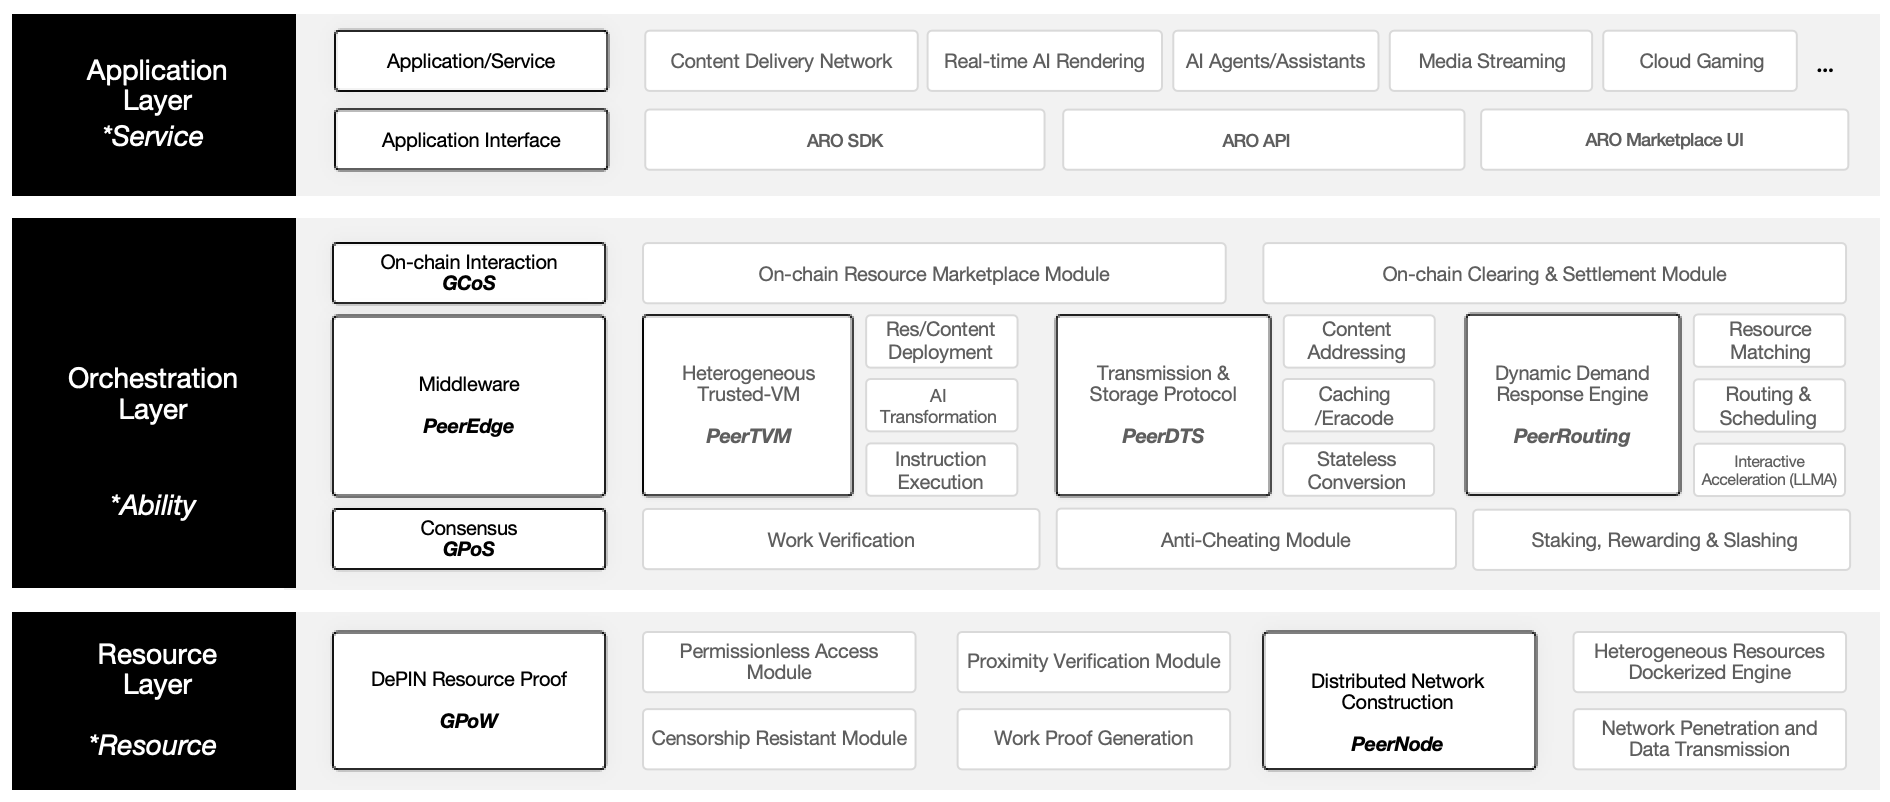 Application
Layer
*Service
Application/Service
Content Delivery Network
Real-time AI Rendering
AI Agents/Assistants
Media Streaming
Cloud Gaming
...
Application Interface
ARO SDK
ARO API
ARO Marketplace UI
Orchestration
Layer
*Ability
On-chain Interaction
GCoS
On-chain Resource Marketplace Module
On-chain Clearing & Settlement Module
Middleware
PeerEdge
Heterogeneous
Trusted-VM
PeerTVM
Res/Content
Deployment
AI
Transformation
Instruction
Execution
Transmission &
Storage Protocol
PeerDTS
Content
Addressing
Caching
/Eracode
Stateless
Conversion
Dynamic Demand
Response Engine
PeerRouting
Resource
Matching
Routing &
Scheduling
Interactive
Acceleration (LLMA)
Consensus
GPoS
Work Verification
Anti-Cheating Module
Staking, Rewarding & Slashing
Resource
Layer
*Resource
DePIN Resource Proof
GPoW
Permissionless Access
Module
Proximity Verification Module
Censorship Resistant Module
Work Proof Generation
Distributed Network
Construction
PeerNode
Heterogeneous Resources
Dockerized Engine
Network Penetration and
Data Transmission